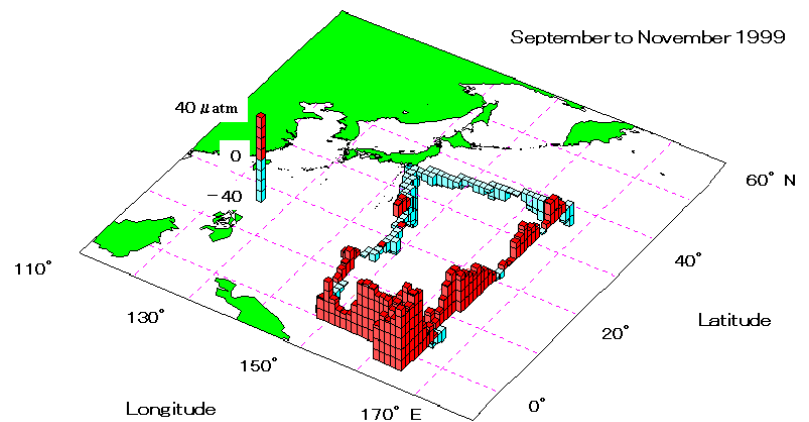 September to November 1999
40 μatm
0
−40
60° N
40°
20°
0°
Latitude
110°
130°
150°
170° E
Longitude